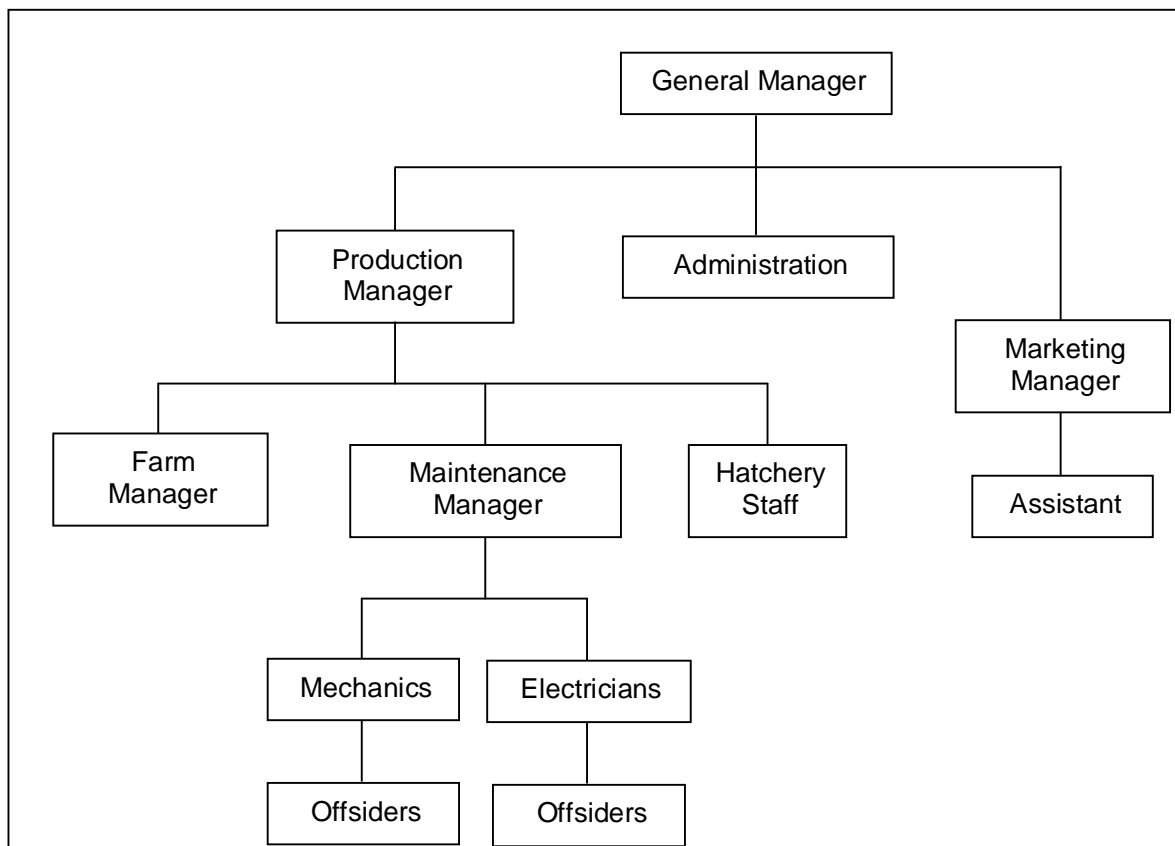 General Manager
Production
Manager
Administration
Marketing
Manager
Farm
Manager
Maintenance
Manager
Hatchery
Staff
Assistant
Mechanics
Electricians
Offsiders
Offsiders